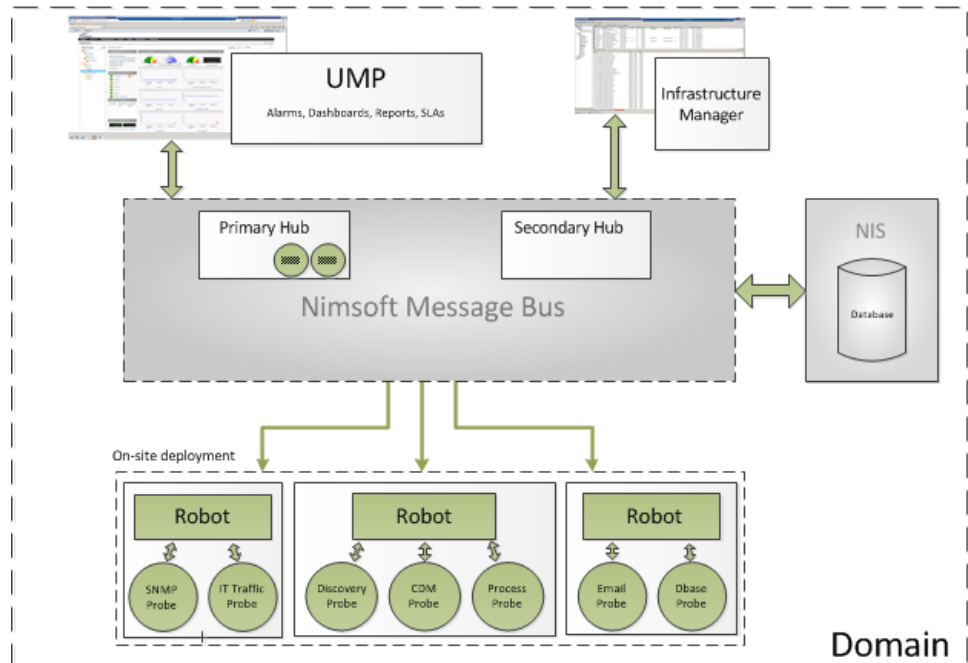 UMP
Alarms, Dashboards, Reports, SLAs
Infrastructure
Manager
Primary Hub
Secondary Hub
Nimsoft Message Bus
NIS
Database
On-site deployment
Robot
SNMP
Probe
IT Traffic
Probe
Robot
Discovery
Probe
CDM
Probe
Process
Probe
Robot
Email
Probe
Dbase
Probe
Domain